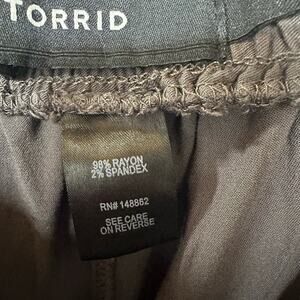 TORRID
98% RAYON
2% SPANDEX
RN# 148862
SEE CARE
ON REVERSE